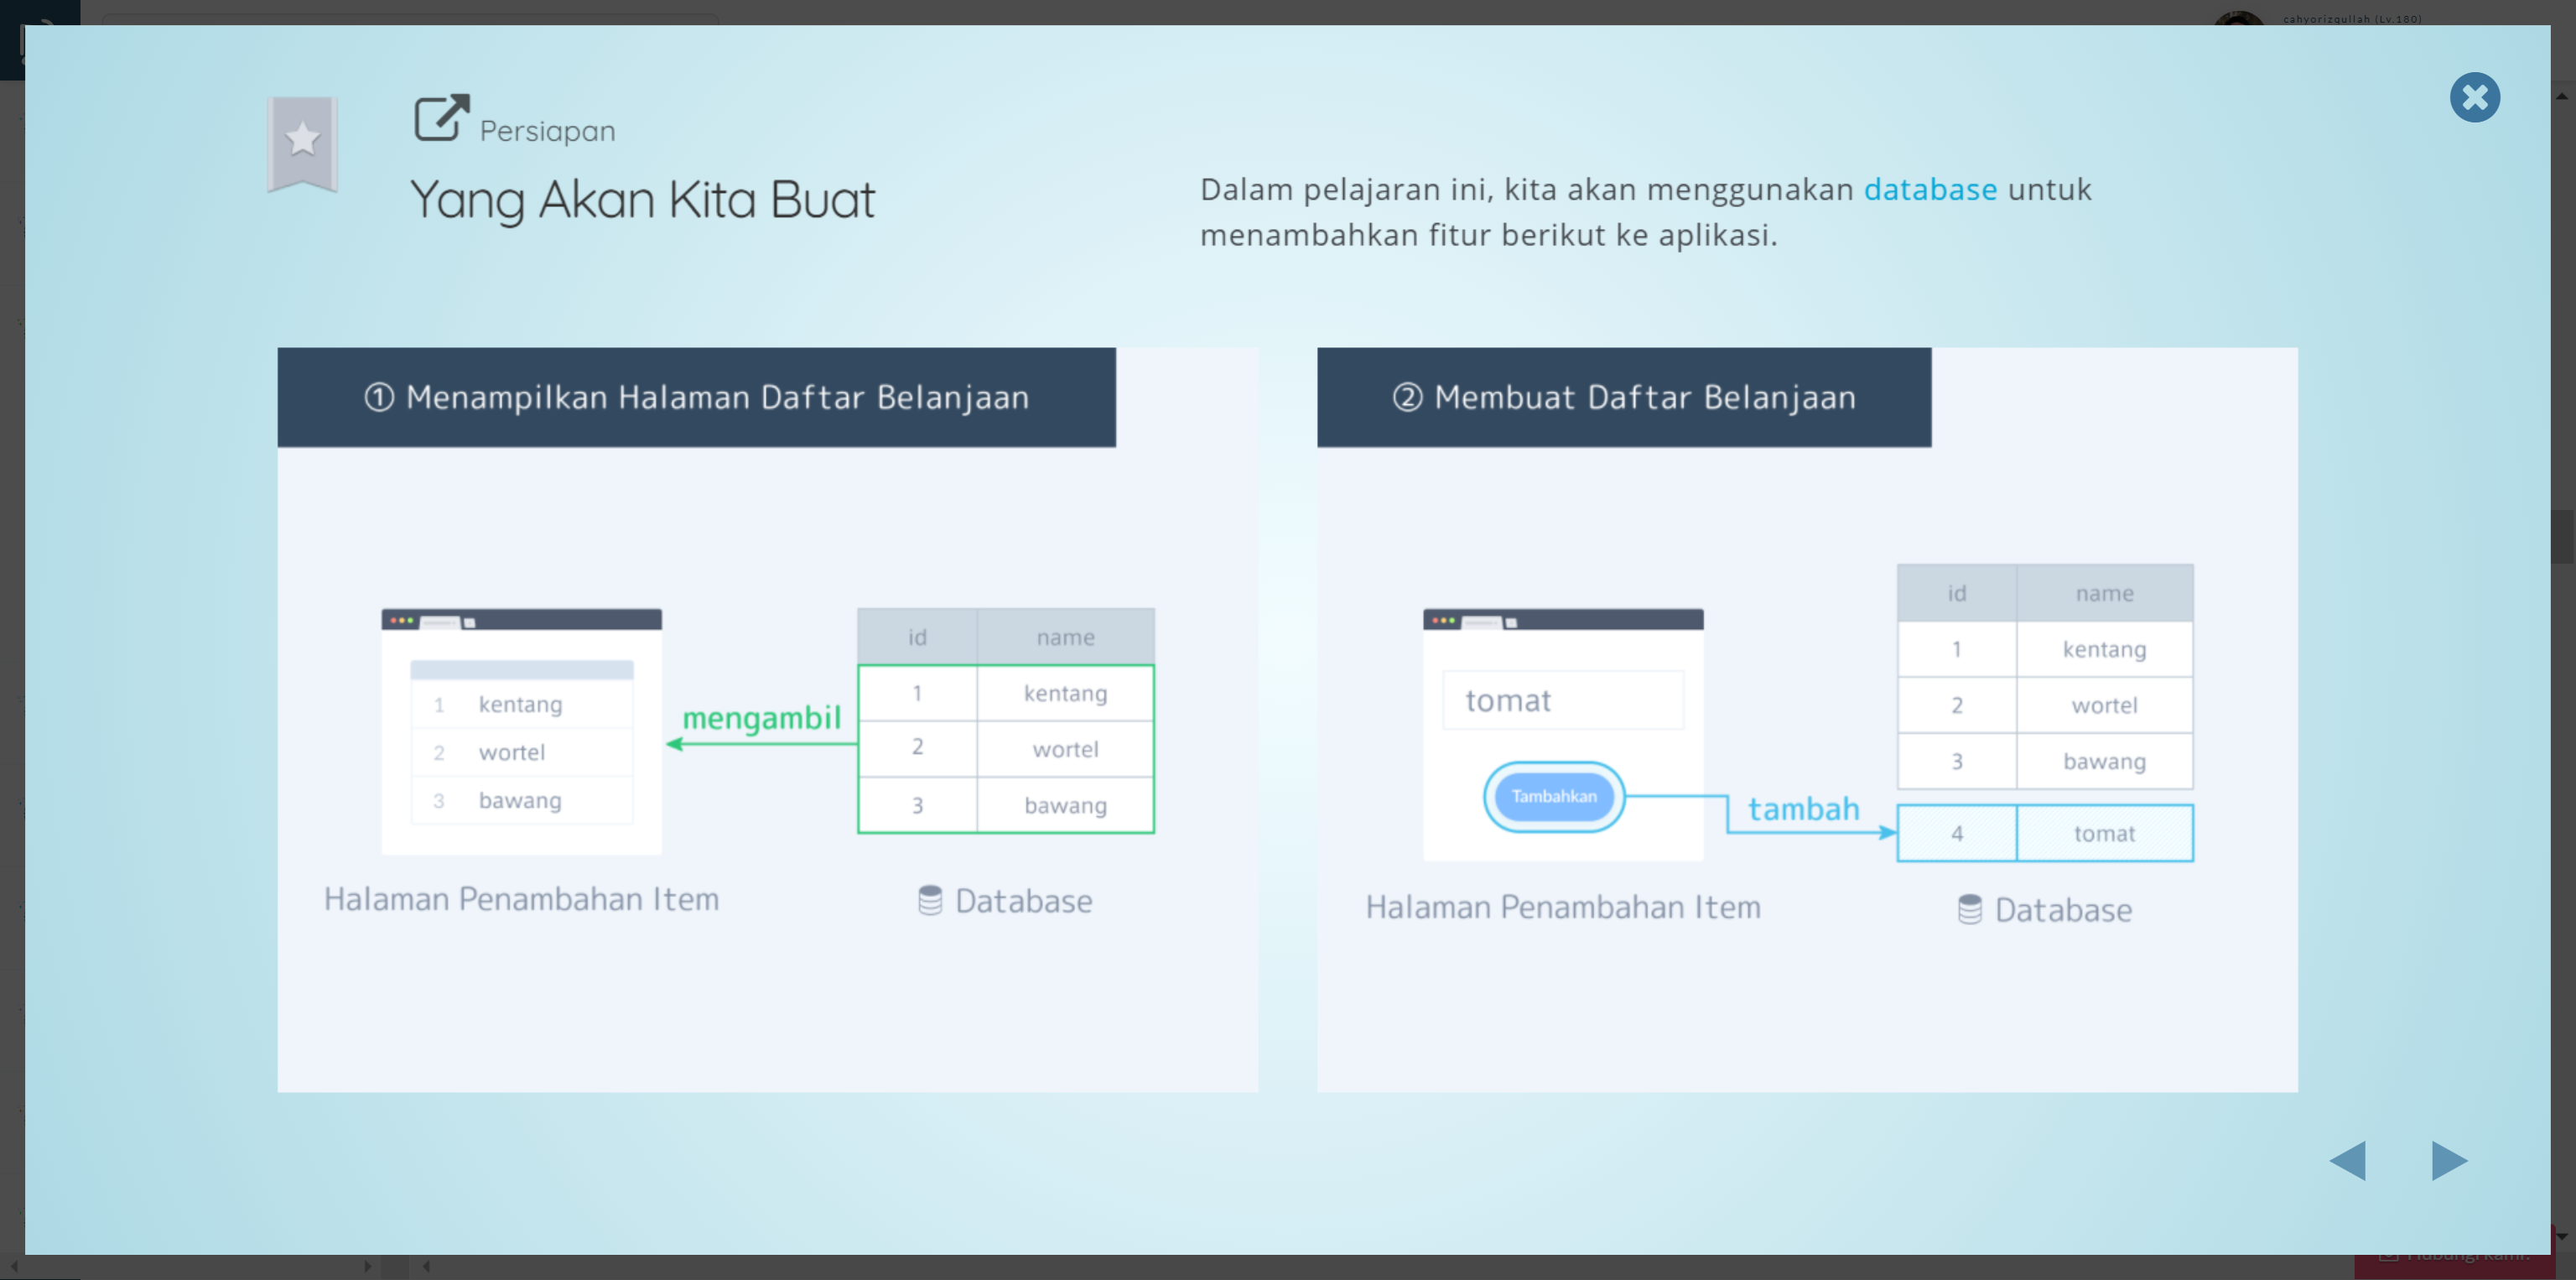 cahyorizqullah (Lv.180)
Persiapan
Yang Akan Kita Buat
Dalam pelajaran ini, kita akan menggunakan database untuk
menambahkan fitur berikut ke aplikasi.
① Menampilkan Halaman Daftar Belanjaan
1 kentang
2 wortel
3 bawang
mengambil
id name
1 kentang
2 wortel
3 bawang
Halaman Penambahan Item
Database
② Membuat Daftar Belanjaan
tomat
Tambahkan
tambah
id name
1 kentang
2 wortel
3 bawang
4 tomat
Halaman Penambahan Item
Database
Hubungi kami!